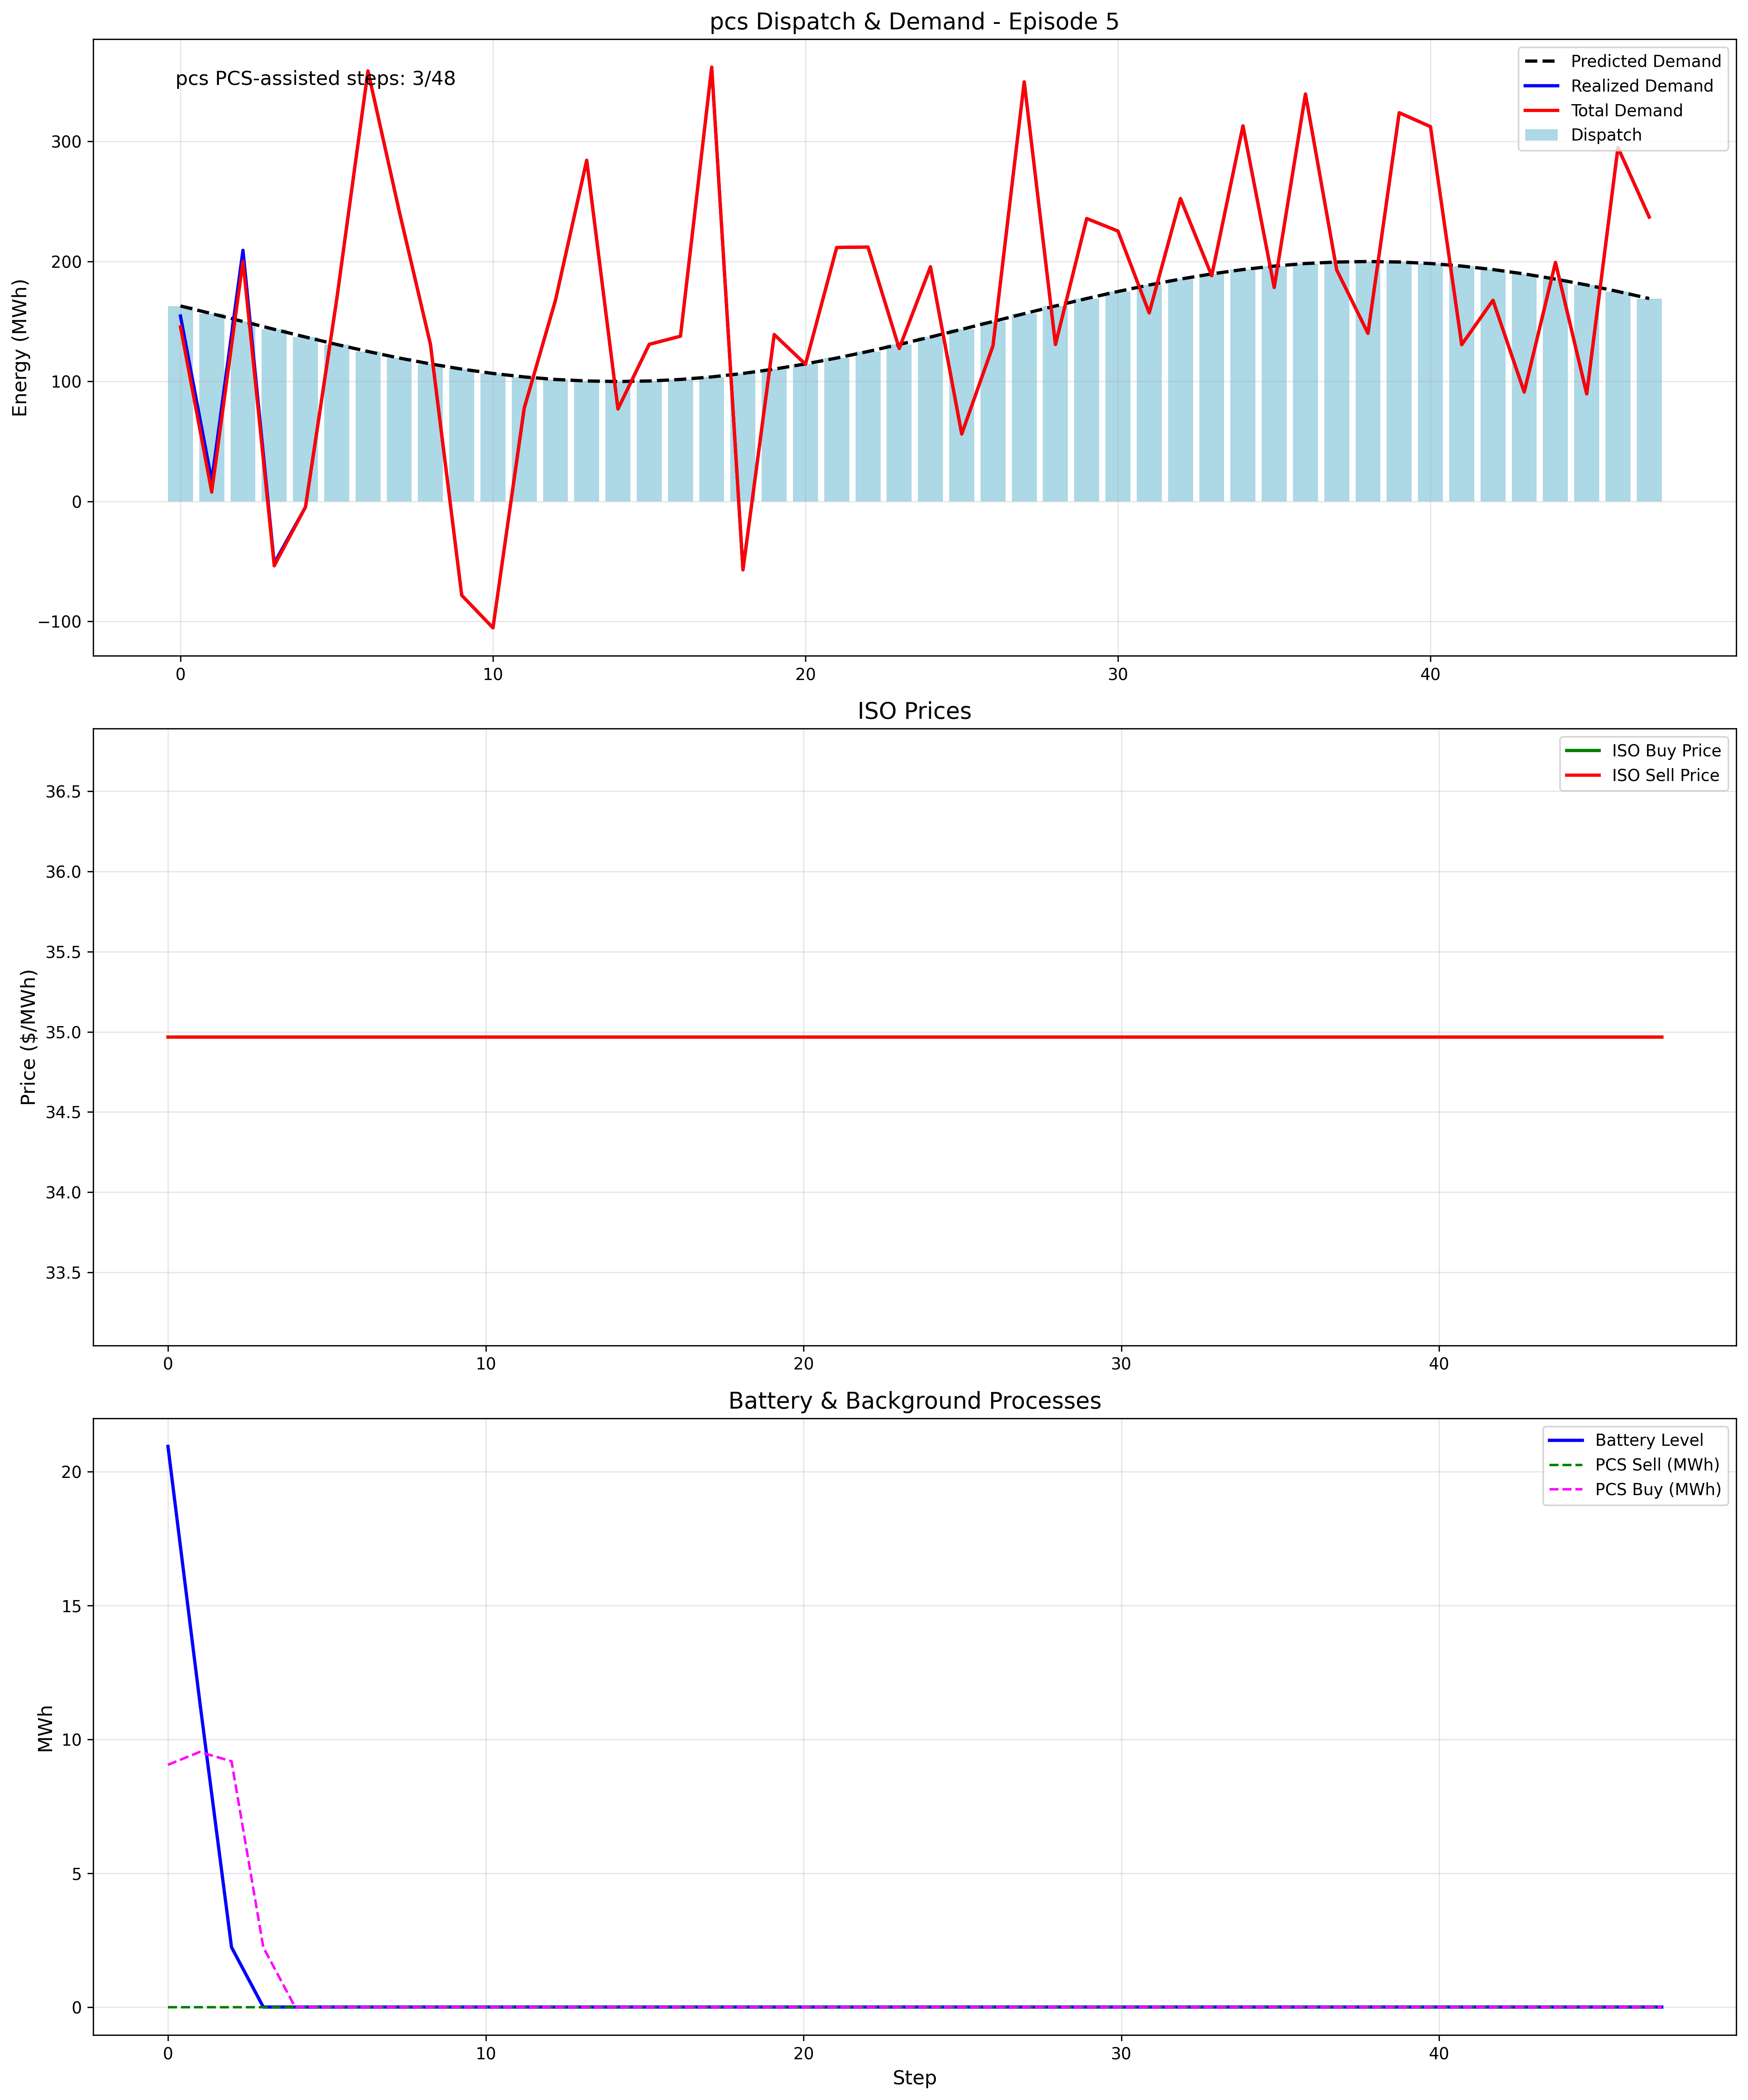 pcs Dispatch & Demand - Episode 5
pcs PCS-assisted steps: 3/48
Predicted Demand
Realized Demand
Total Demand
Dispatch
Energy (MWh)
300
200
100
0
−100
0 10 20 30 40
ISO Prices
ISO Buy Price
ISO Sell Price
Price ($/MWh)
36.5
36.0
35.5
35.0
34.5
34.0
33.5
0 10 20 30 40
Battery & Background Processes
Battery Level
PCS Sell (MWh)
PCS Buy (MWh)
MWh
20
15
10
5
0
0 10 20 30 40
Step